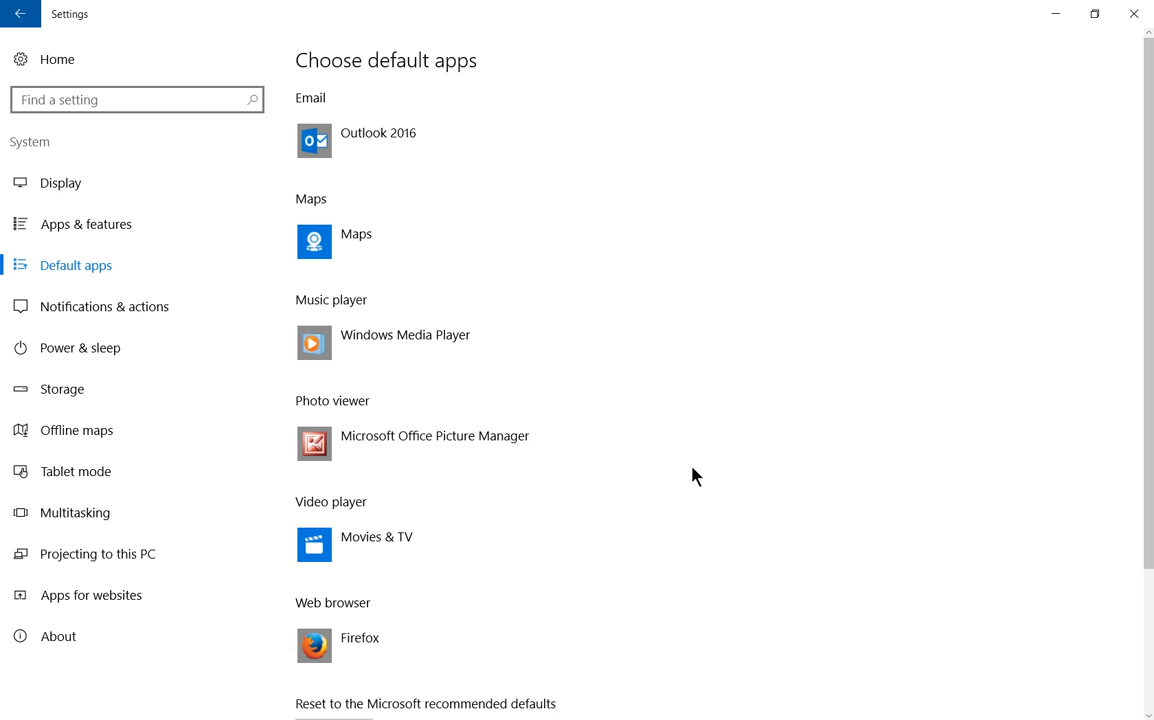 Settings
Home
Find a setting
System
Display
Apps & features
Default apps
Notifications & actions
Power & sleep
Storage
Offline maps
Tablet mode
Multitasking
Projecting to this PC
Apps for websites
About
Choose default apps
Email
Outlook 2016
Maps
Maps
Music player
Windows Media Player
Photo viewer
Microsoft Office Picture Manager
Video player
Movies & TV
Web browser
Firefox
Reset to the Microsoft recommended defaults